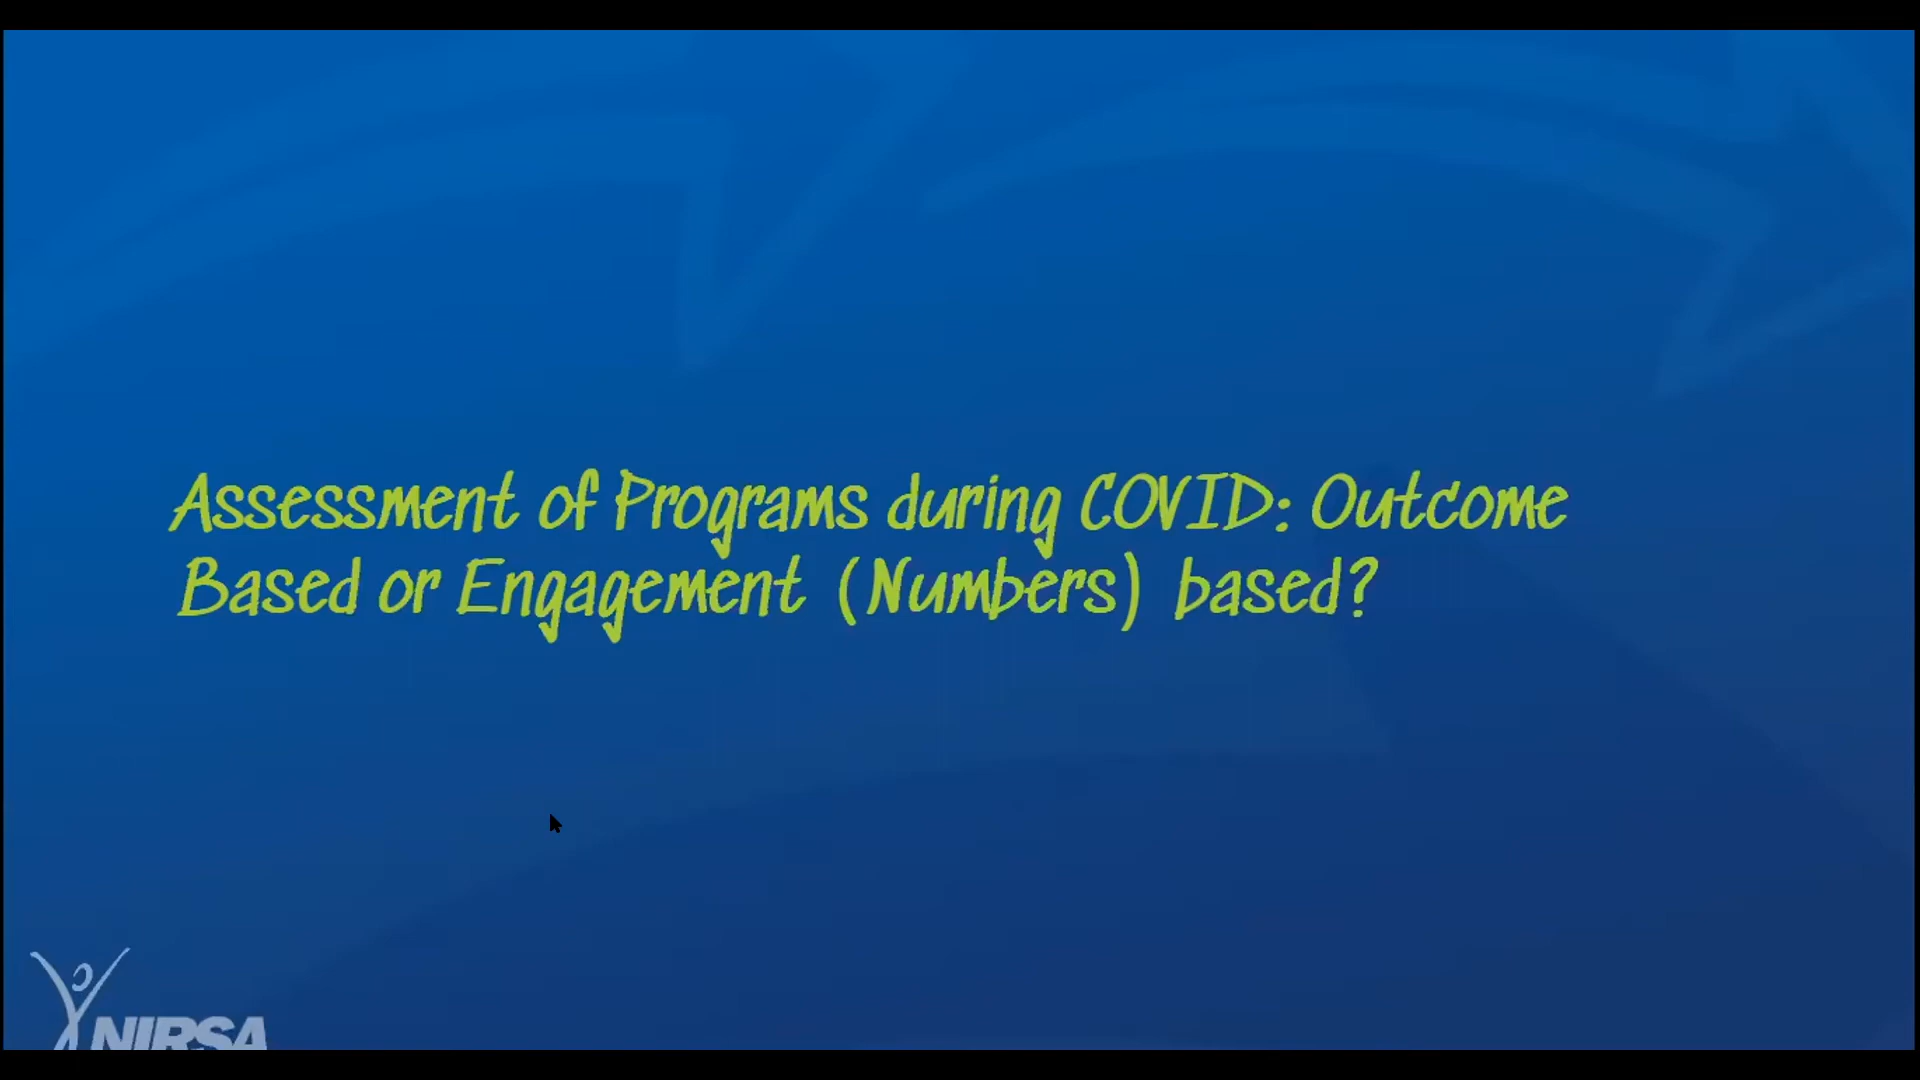 Assessment of Programs during COVID: Outcome
Based or Engagement (Numbers) based?
NIRSA